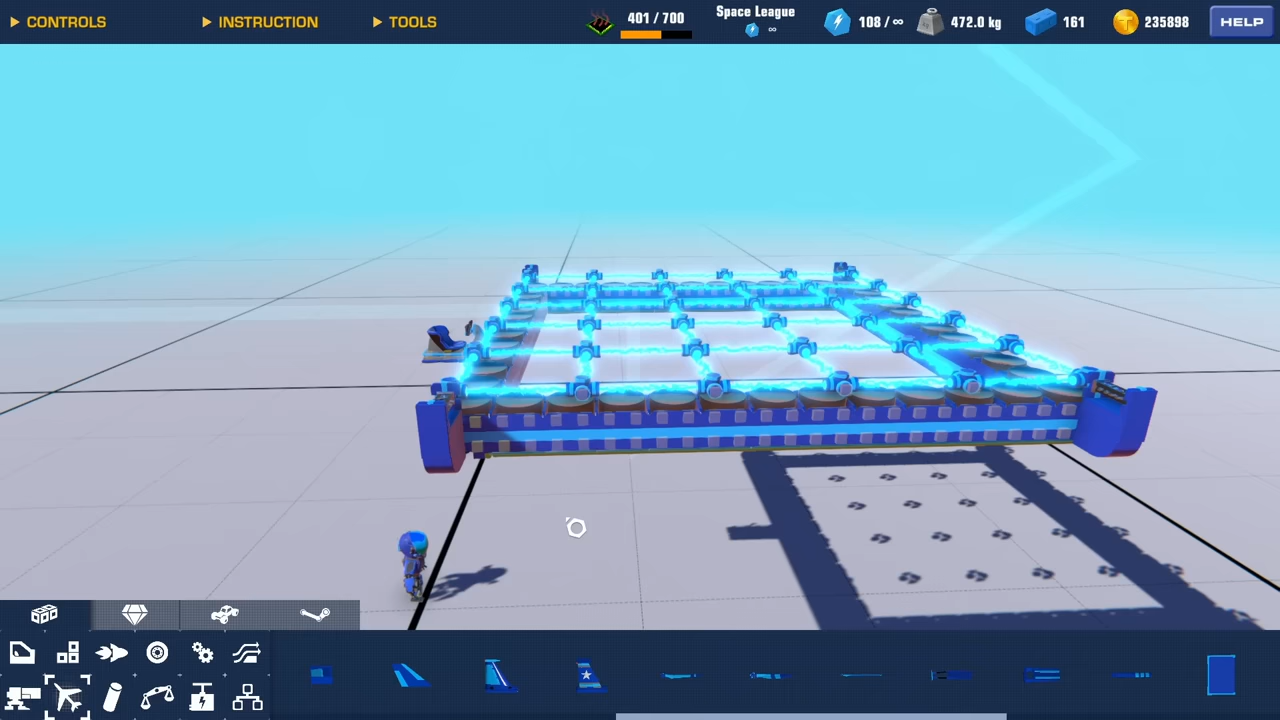 CONTROLS
INSTRUCTION
TOOLS
401 / 700
Space League
∞
108 / ∞
472.0 kg
161
235898
HELP